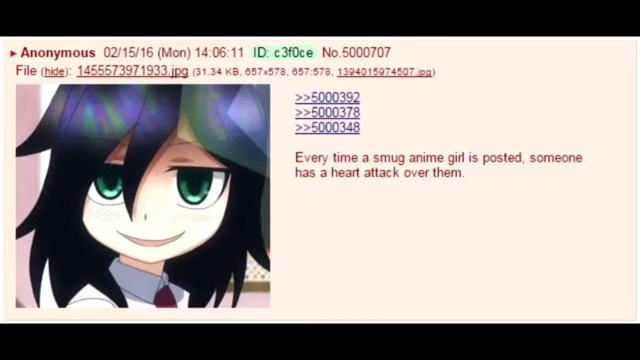 ▶ Anonymous 02/15/16 (Mon) 14:06:11 ID: c3f0ce No.5000707
File (hide): 1455573971933.jpg (31.34 KB, 657x578, 657:578, 1394015974507.jpg)
>>5000392
>>5000378
>>5000348
Every time a smug anime girl is posted, someone
has a heart attack over them.